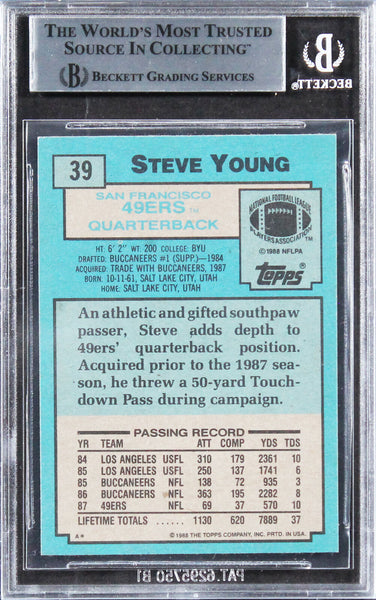 THE WORLD'S MOST TRUSTED
SOURCE IN COLLECTING™
BECKETT GRADING SERVICES
BECKETT
39
STEVE YOUNG
SAN FRANCISCO
49ERS™
QUARTERBACK
NATIONAL FOOTBALL LEAGUE
PLAYERS ASSOCIATION
© 1988 NFLPA
topps
HT: 6' 2" WT: 200 COLLEGE: BYU
DRAFTED: BUCCANEERS #1 (SUPP.)—1984
ACQUIRED: TRADE WITH BUCCANEERS, 1987
BORN: 10-11-61, SALT LAKE CITY, UTAH
HOME: SALT LAKE CITY, UTAH
An athletic and gifted southpaw
passer, Steve adds depth to
49ers' quarterback position.
Acquired prior to the 1987 sea-
son, he threw a 50-yard Touch-
down Pass during campaign.
PASSING RECORD
YR TEAM ATT COMP YDS TDS
84 LOS ANGELES USFL 310 179 2361 10
85 LOS ANGELES USFL 250 137 1741 6
85 BUCCANEERS NFL 138 72 935 3
86 BUCCANEERS NFL 363 195 2282 8
87 49ERS NFL 69 37 570 10
LIFETIME TOTALS ...... 1130 620 7889 37
A* © 1988 THE TOPPS COMPANY, INC. PRTD. IN USA.
PAT. 6295750 B1